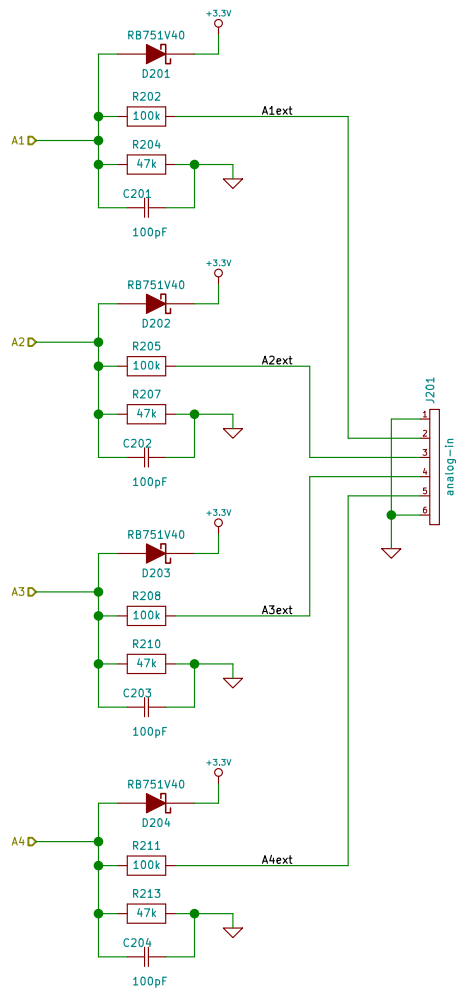 +3.3V
RB751V40
D201
R202
100k
A1ext
A1
R204
47k
C201
100pF
+3.3V
RB751V40
D202
A2
R205
100k
A2ext
R207
47k
C202
100pF
J201
1
2
3
4
5
6
analog-in
+3.3V
RB751V40
D203
A3
R208
100k
A3ext
R210
47k
C203
100pF
+3.3V
RB751V40
D204
A4
R211
100k
A4ext
R213
47k
C204
100pF